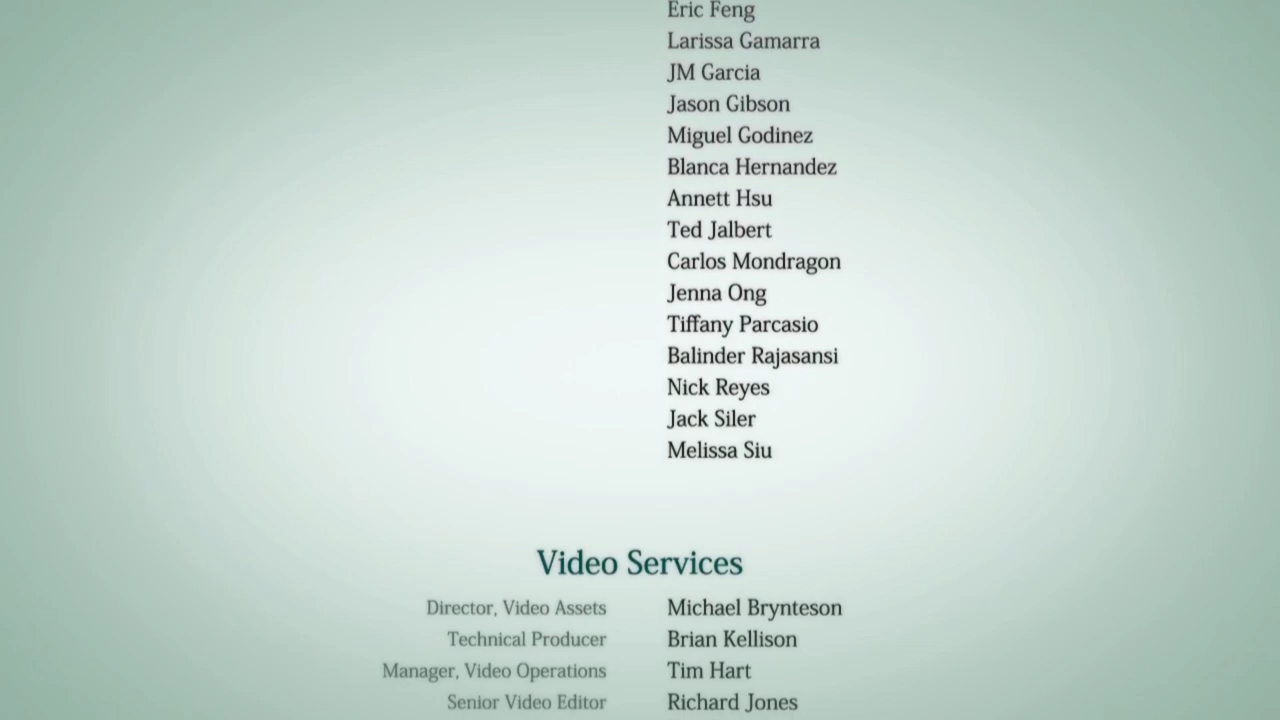 Eric Feng
Larissa Gamarra
JM Garcia
Jason Gibson
Miguel Godinez
Blanca Hernandez
Annett Hsu
Ted Jalbert
Carlos Mondragon
Jenna Ong
Tiffany Parcasio
Balinder Rajasansi
Nick Reyes
Jack Siler
Melissa Siu
Video Services
Director, Video Assets Michael Brynteson
Technical Producer Brian Kellison
Manager, Video Operations Tim Hart
Senior Video Editor Richard Jones